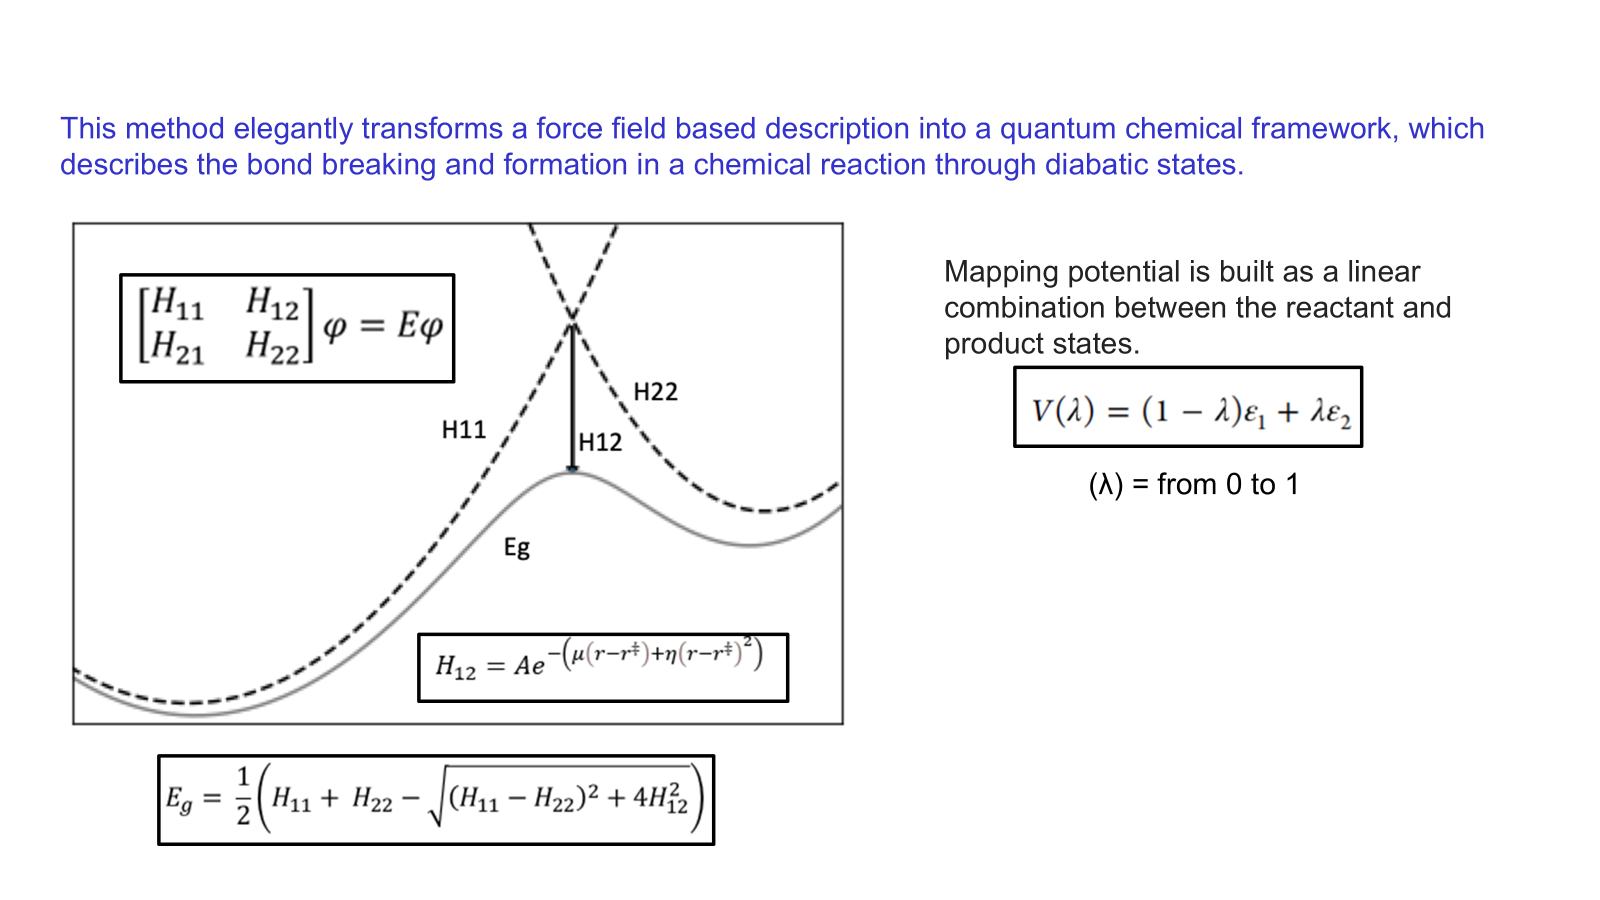 This method elegantly transforms a force field based description into a quantum chemical framework, which
describes the bond breaking and formation in a chemical reaction through diabatic states.
[H₁₁ H₁₂
H₂₁ H₂₂] φ = Eφ
H22
H11
H12
Eg
H₁₂ = Ae^−(μ(r−r^‡)+η(r−r^‡)²)
E_g = 1/2 (H₁₁ + H₂₂ − √((H₁₁ − H₂₂)² + 4H₁₂²))
Mapping potential is built as a linear
combination between the reactant and
product states.
V(λ) = (1 − λ)ε₁ + λε₂
(λ) = from 0 to 1